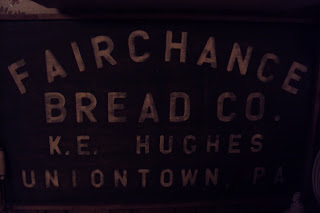 FAIRCHANCE
BREAD CO.
K.E. HUGHES
UNIONTOWN, PA